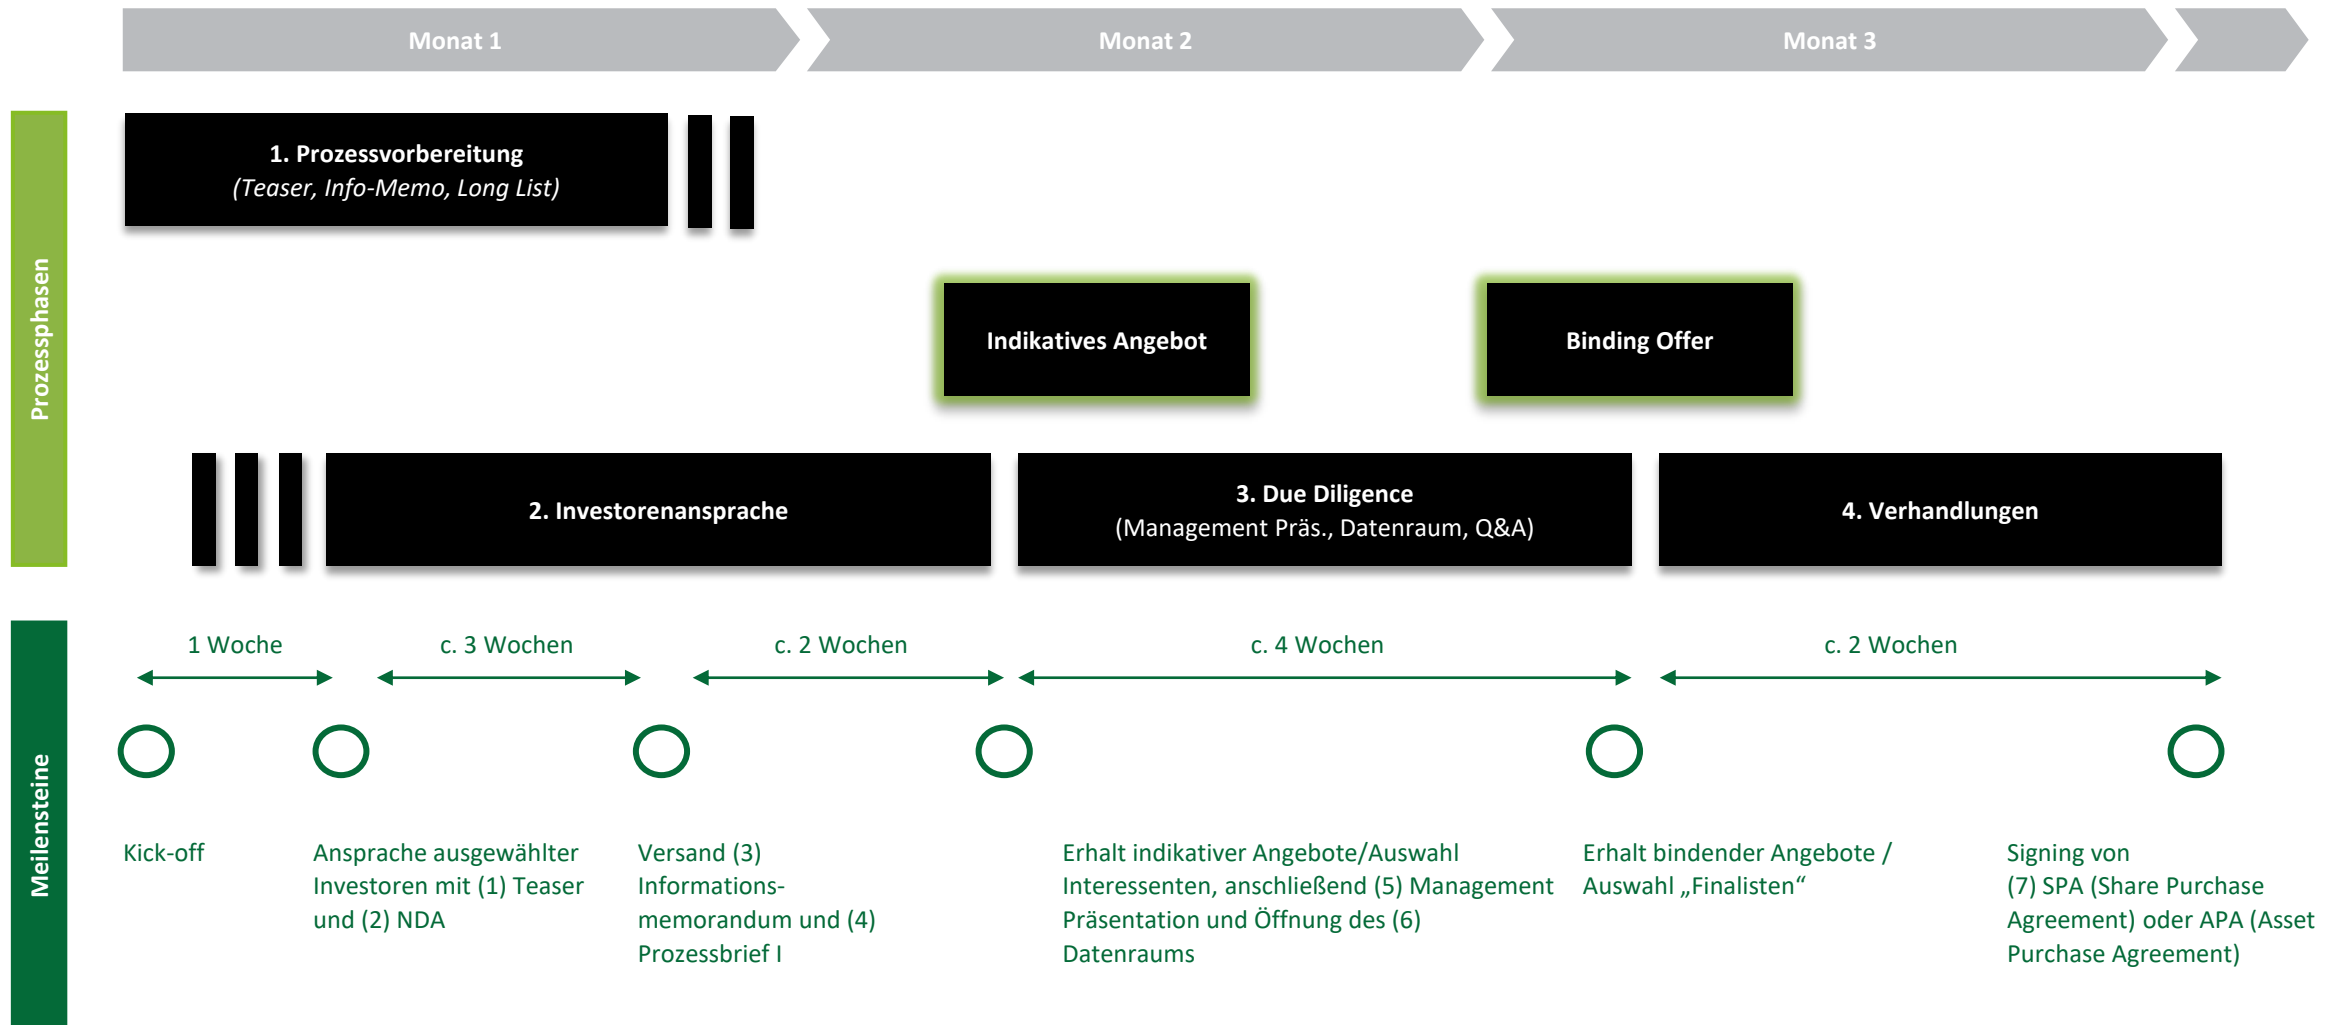 Monat 1
Monat 2
Monat 3
Prozessphasen
1. Prozessvorbereitung
(Teaser, Info-Memo, Long List)
Indikatives Angebot
Binding Offer
2. Investorenansprache
3. Due Diligence
(Management Präs., Datenraum, Q&A)
4. Verhandlungen
Meilensteine
1 Woche
c. 3 Wochen
c. 2 Wochen
c. 4 Wochen
c. 2 Wochen
Kick-off
Ansprache ausgewählter
Investoren mit (1) Teaser
und (2) NDA
Versand (3)
Informations-
memorandum und (4)
Prozessbrief I
Erhalt indikativer Angebote/Auswahl
Interessenten, anschließend (5) Management
Präsentation und Öffnung des (6)
Datenraums
Erhalt bindender Angebote /
Auswahl „Finalisten“
Signing von
(7) SPA (Share Purchase
Agreement) oder APA (Asset
Purchase Agreement)